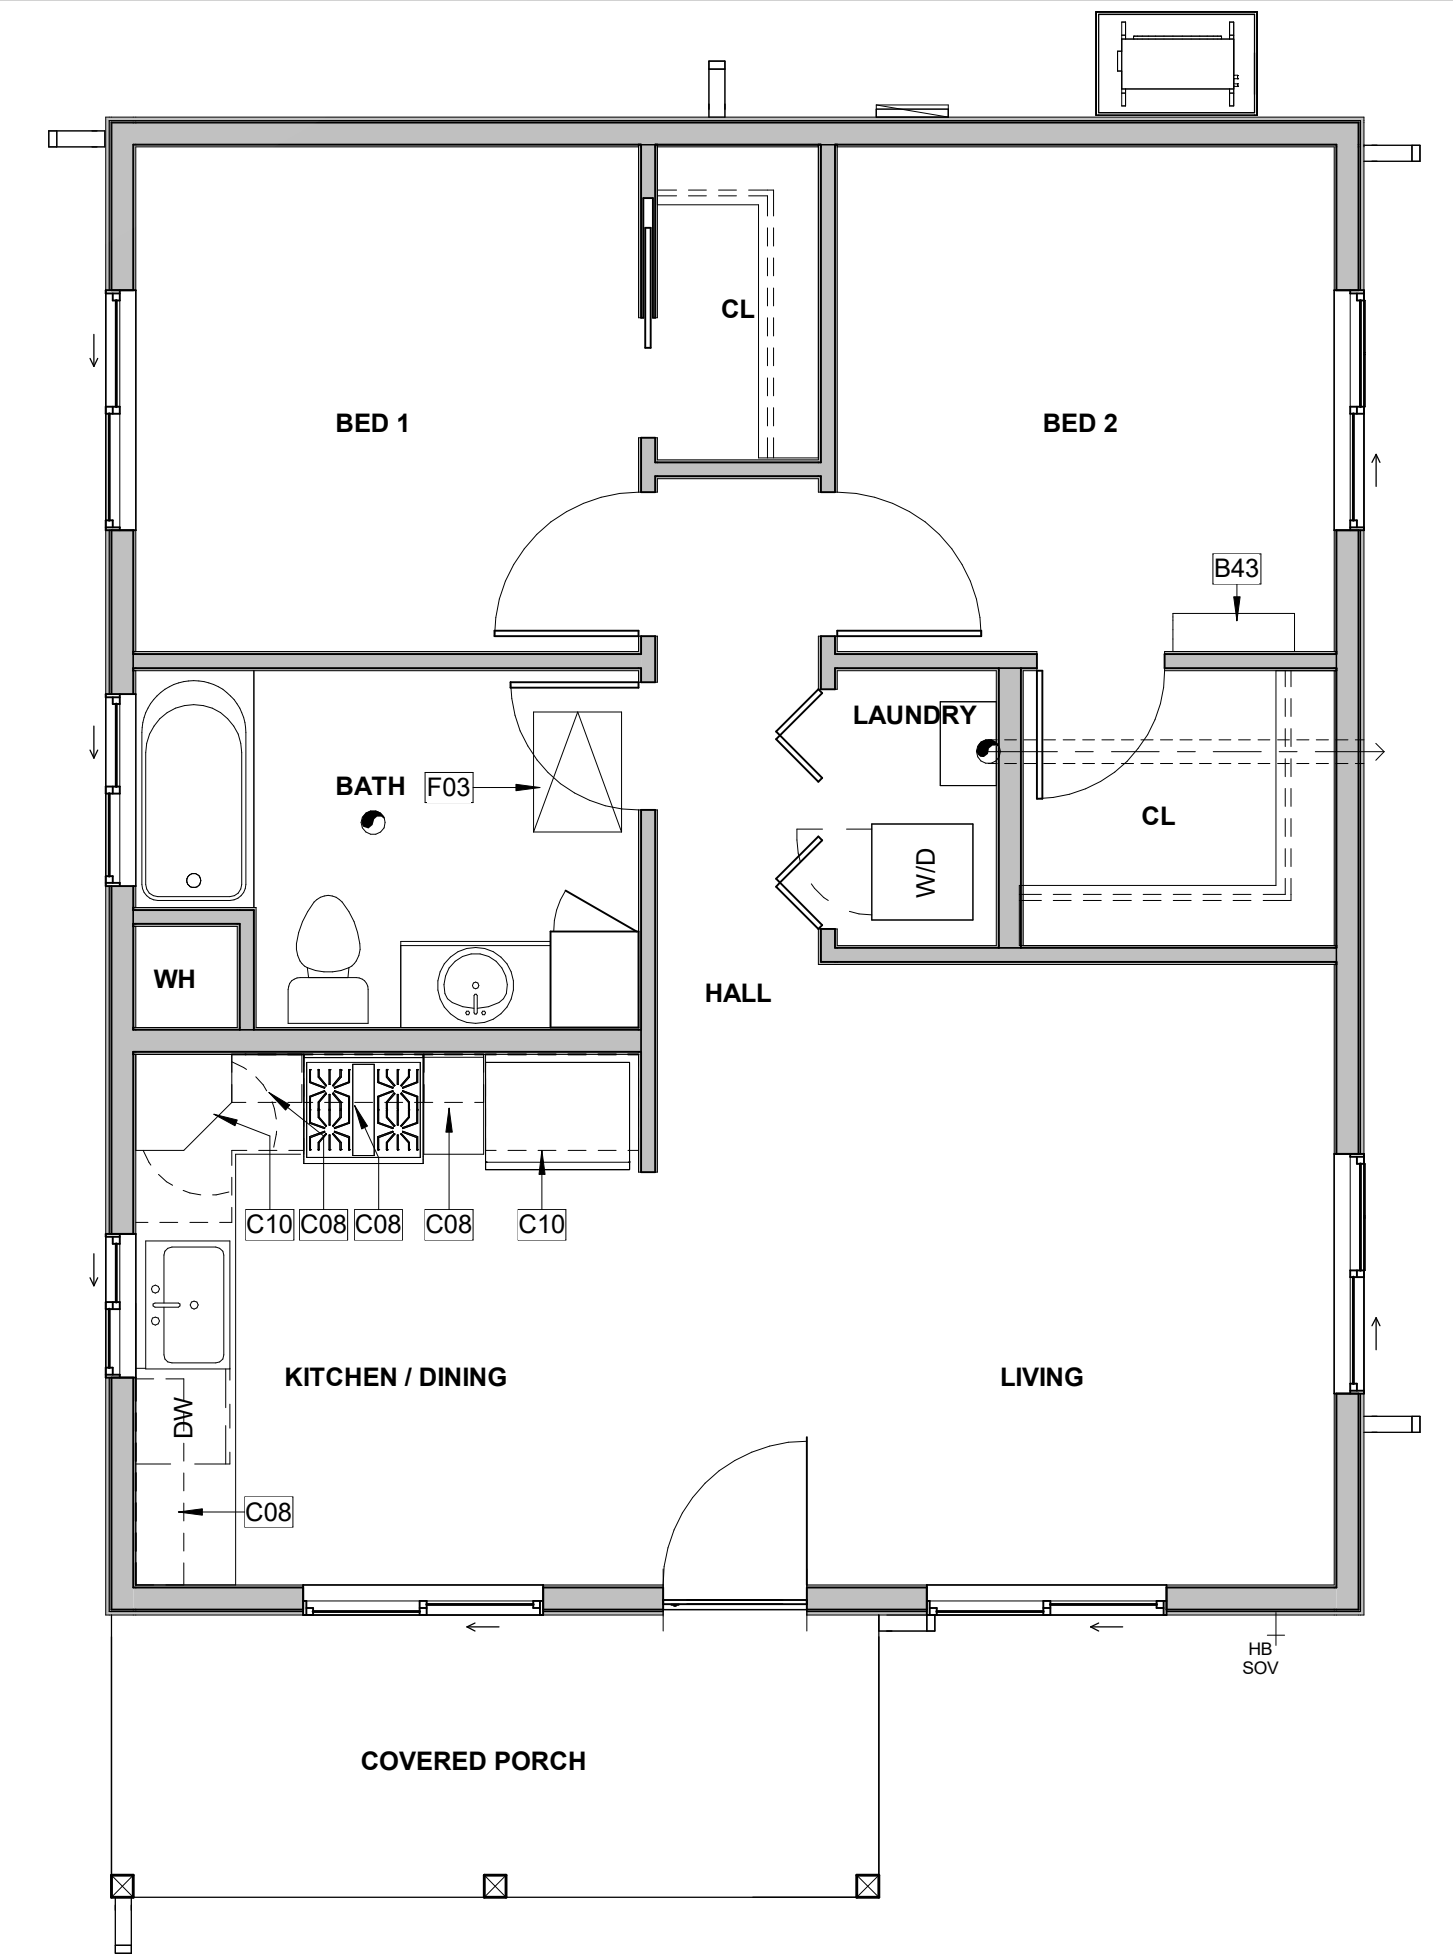 CL
BED 1
BED 2
B43
LAUNDRY
BATH
F03
CL
W/D
WH
HALL
C10
C08
C08
C08
C10
KITCHEN / DINING
LIVING
DW
C08
HB
SOV
COVERED PORCH